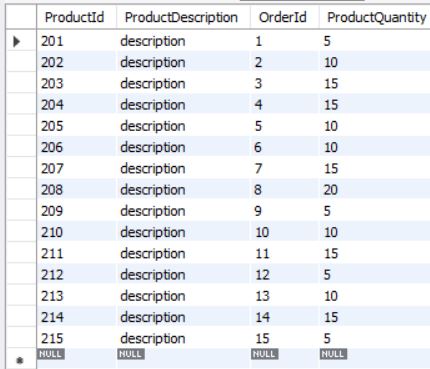 ProductId ProductDescription OrderId ProductQuantity
201 description 1 5
202 description 2 10
203 description 3 15
204 description 4 15
205 description 5 10
206 description 6 10
207 description 7 15
208 description 8 20
209 description 9 5
210 description 10 10
211 description 11 15
212 description 12 5
213 description 13 10
214 description 14 15
215 description 15 5
NULL NULL NULL NULL